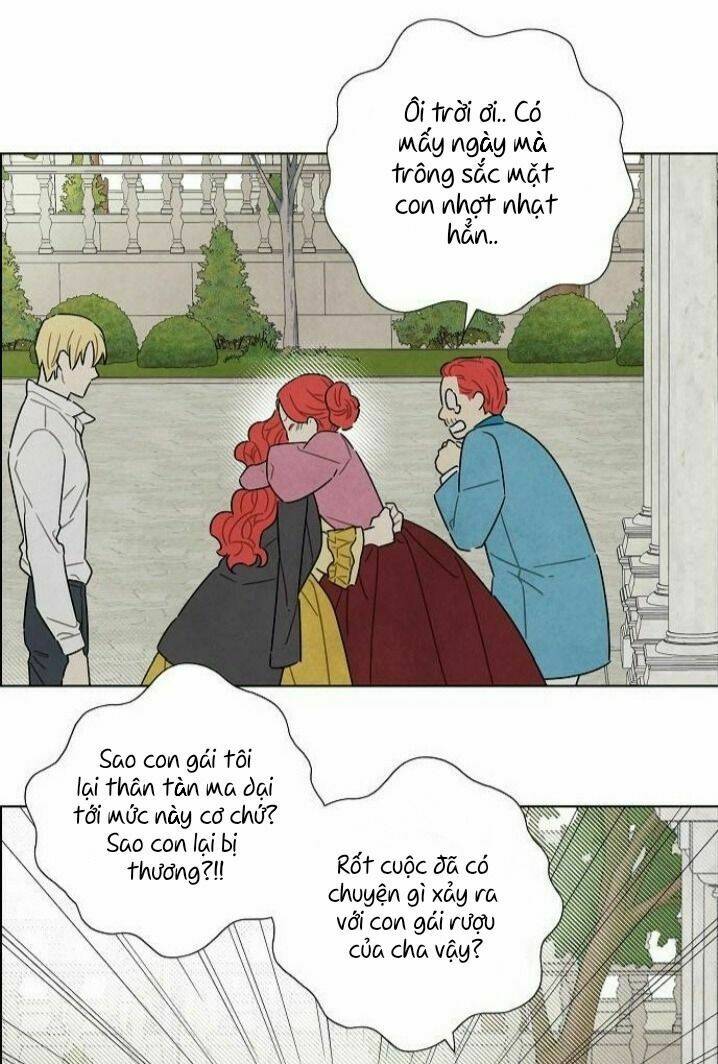 Ôi trời ơi.. Có
mấy ngày mà
trông sắc mặt
con nhợt nhạt
hẳn..
Sao con gái tôi
lại thân tàn ma dại
tới mức này cơ chứ?
Sao con lại bị
thương?!!
Rốt cuộc đã có
chuyện gì xảy ra
với con gái rượu
của cha vậy?